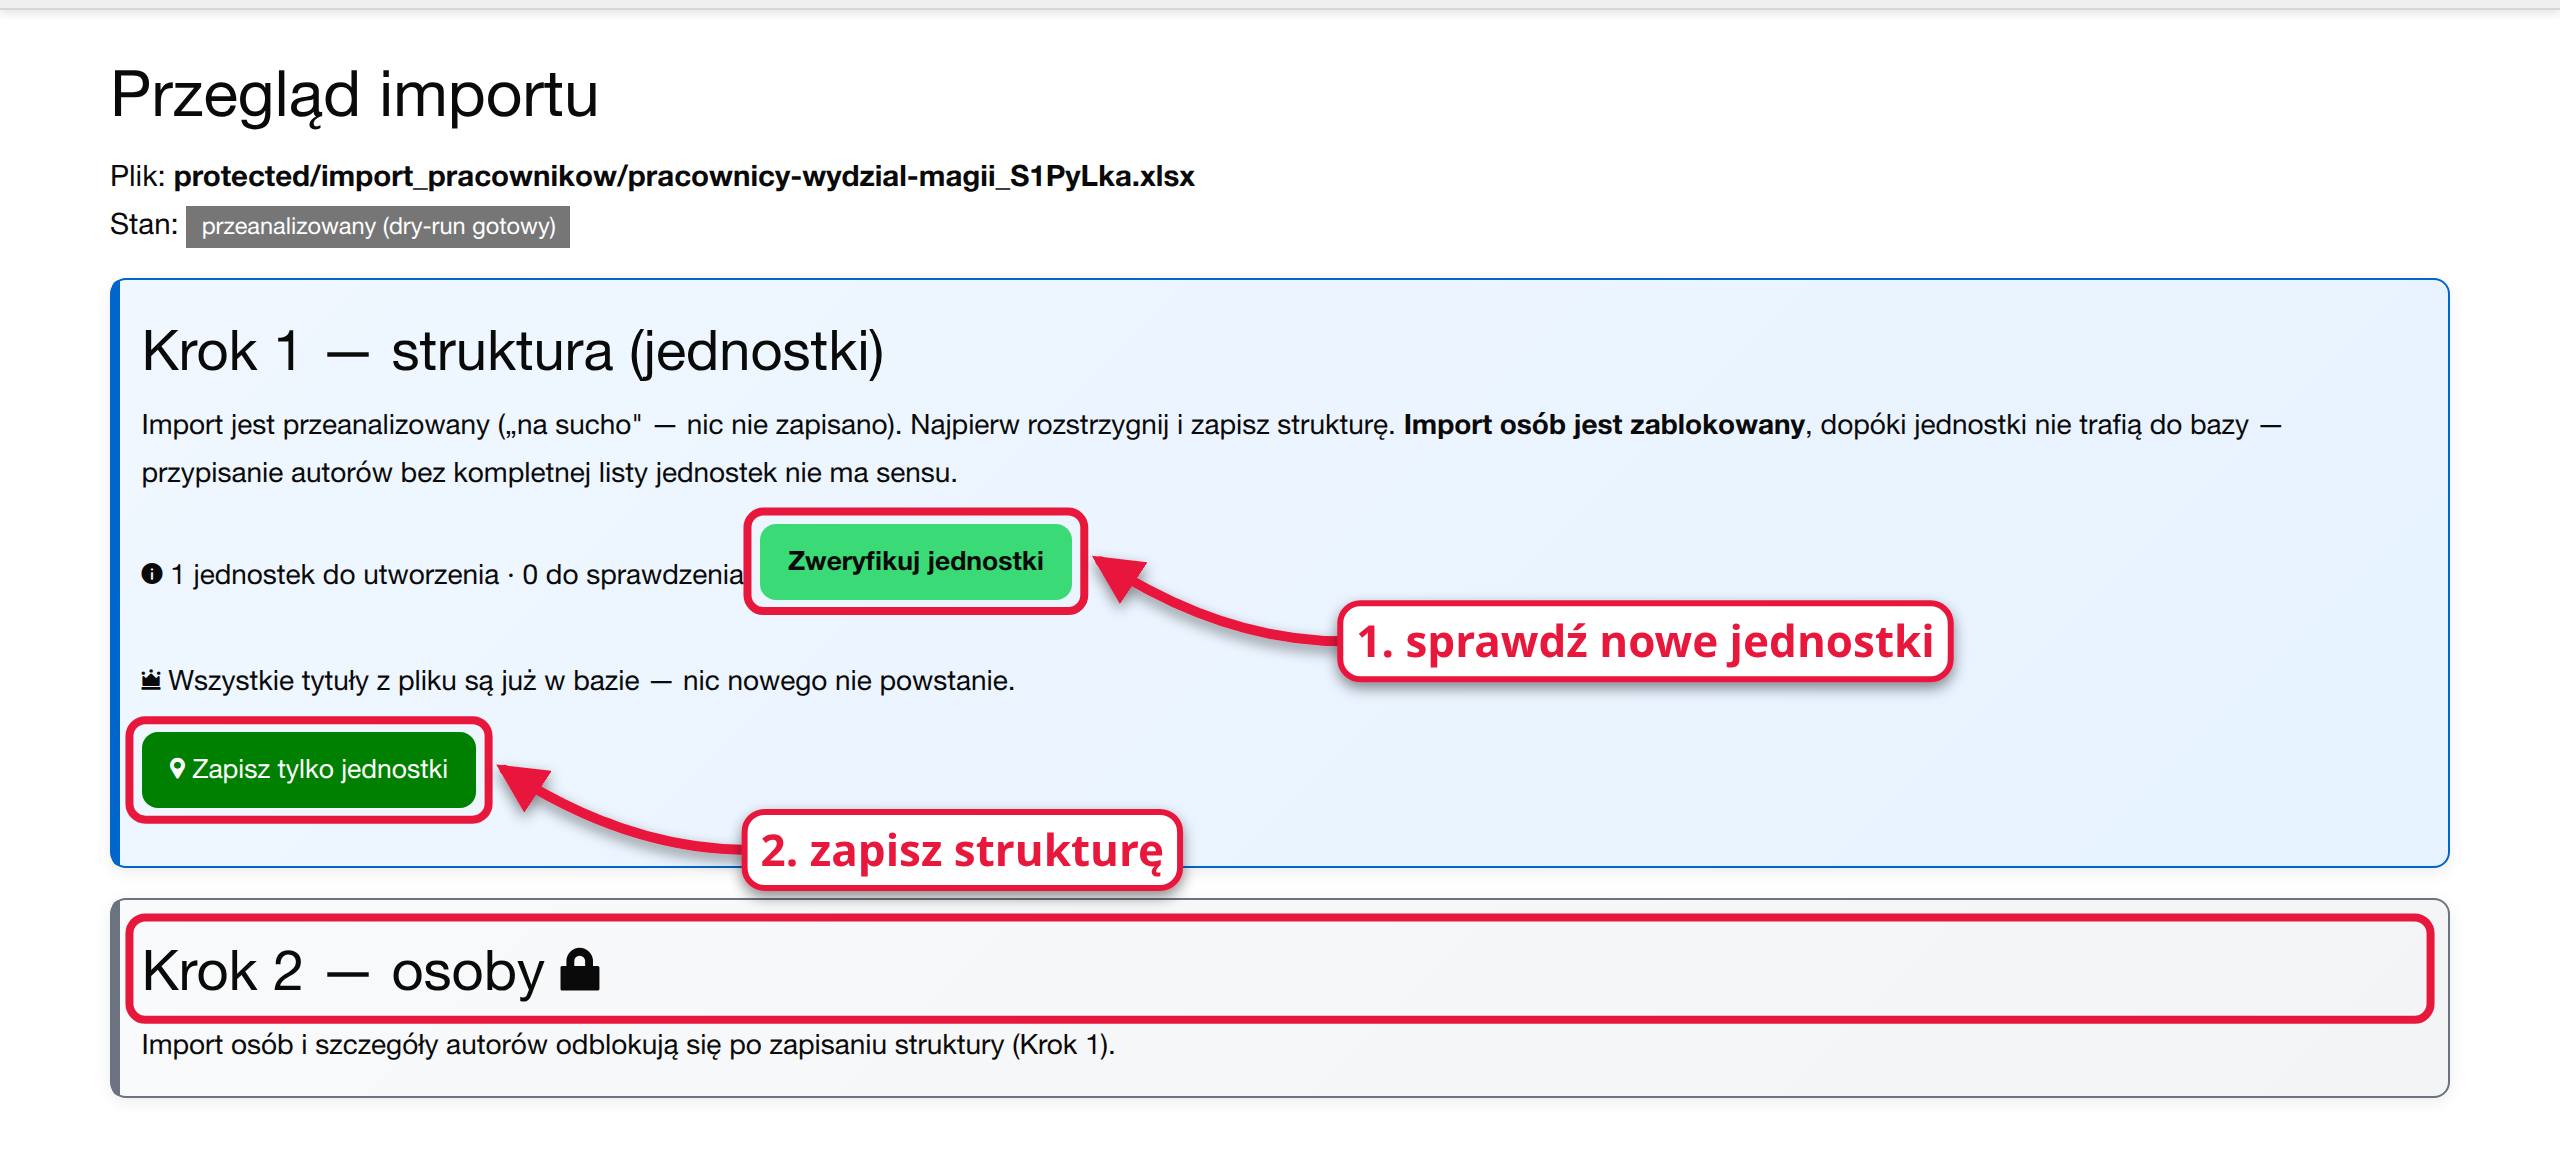 Przegląd importu
Plik: protected/import_pracownikow/pracownicy-wydzial-magii_S1PyLka.xlsx
Stan: przeanalizowany (dry-run gotowy)
Krok 1 — struktura (jednostki)
Import jest przeanalizowany („na sucho" — nic nie zapisano). Najpierw rozstrzygnij i zapisz strukturę. Import osób jest zablokowany, dopóki jednostki nie trafią do bazy —
przypisanie autorów bez kompletnej listy jednostek nie ma sensu.
1 jednostek do utworzenia · 0 do sprawdzenia Zweryfikuj jednostki
1. sprawdź nowe jednostki
Wszystkie tytuły z pliku są już w bazie — nic nowego nie powstanie.
Zapisz tylko jednostki
2. zapisz strukturę
Krok 2 — osoby
Import osób i szczegóły autorów odblokują się po zapisaniu struktury (Krok 1).